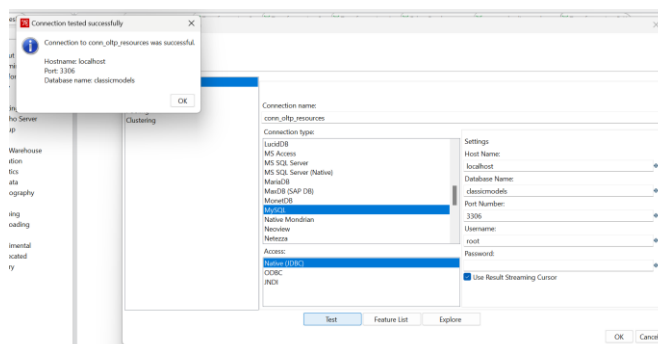 Connection tested successfully
Connection to conn_oltp_resources was successful.
Hostname: localhost
Port: 3306
Database name: classicmodels
OK
Clustering
Connection name:
conn_oltp_resources
Connection type:
LucidDB
MS Access
MS SQL Server
MS SQL Server (Native)
MariaDB
MaxDB (SAP DB)
MonetDB
MySQL
Native Mondrian
Neoview
Netezza
Access:
Native (JDBC)
ODBC
JNDI
Settings
Host Name:
localhost
Database Name:
classicmodels
Port Number:
3306
Username:
root
Password:
Use Result Streaming Cursor
Test
Feature List
Explore
OK
Cancel
ho Server
up
Warehouse
ation
tics
ata
ography
ing
oading
imental
cated
ry